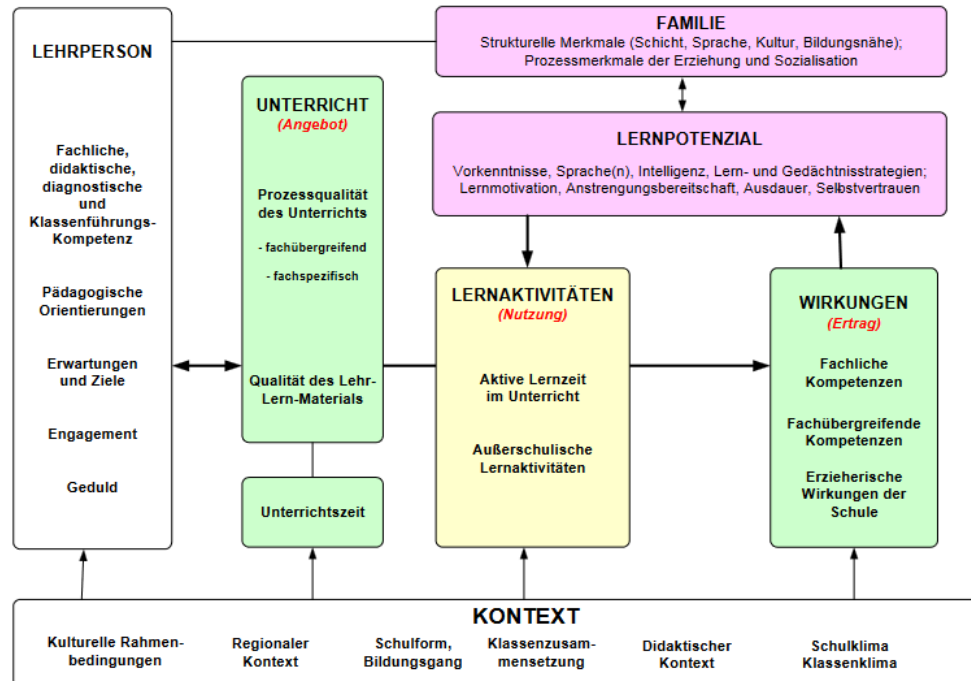 LEHRPERSON
Fachliche,
didaktische,
diagnostische
und
Klassenführungs-
Kompetenz
Pädagogische
Orientierungen
Erwartungen
und Ziele
Engagement
Geduld
UNTERRICHT
(Angebot)
Prozessqualität
des Unterrichts
- fachübergreifend
- fachspezifisch
Qualität des Lehr-
Lern-Materials
Unterrichtszeit
FAMILIE
Strukturelle Merkmale (Schicht, Sprache, Kultur, Bildungsnähe);
Prozessmerkmale der Erziehung und Sozialisation
LERNPOTENZIAL
Vorkenntnisse, Sprache(n), Intelligenz, Lern- und Gedächtnisstrategien;
Lernmotivation, Anstrengungsbereitschaft, Ausdauer, Selbstvertrauen
LERNAKTIVITÄTEN
(Nutzung)
Aktive Lernzeit
im Unterricht
Außerschulische
Lernaktivitäten
WIRKUNGEN
(Ertrag)
Fachliche
Kompetenzen
Fachübergreifende
Kompetenzen
Erzieherische
Wirkungen der
Schule
KONTEXT
Kulturelle Rahmen-
bedingungen
Regionaler
Kontext
Schulform,
Bildungsgang
Klassenzusam-
mensetzung
Didaktischer
Kontext
Schulklima
Klassenklima